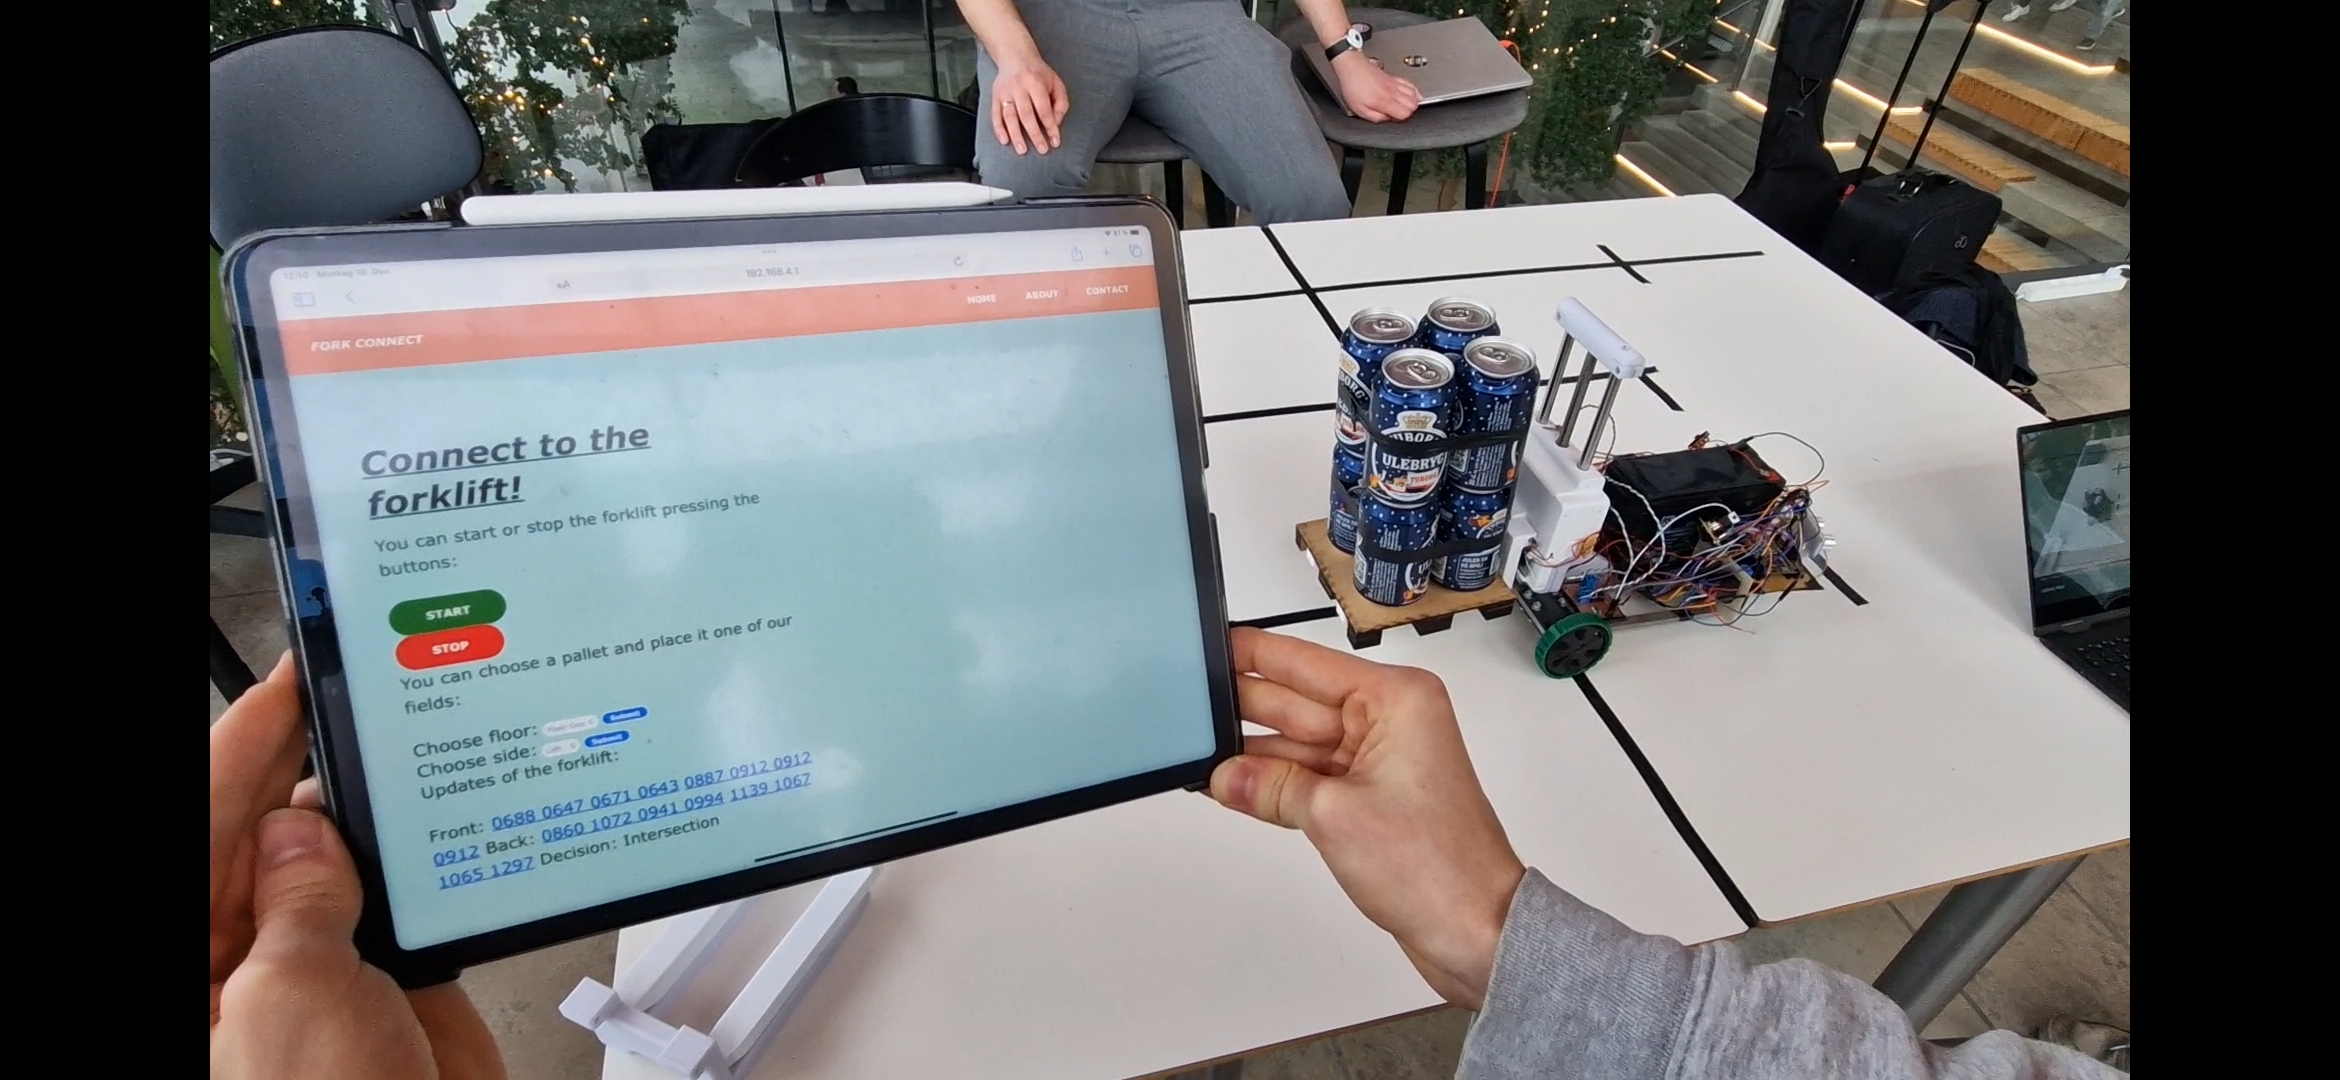 12:10 Montag 18. Dez
87%
AA
192.168.4.1
FORK CONNECT
HOME ABOUT CONTACT
Connect to the
forklift!
You can start or stop the forklift pressing the
buttons:
START
STOP
You can choose a pallet and place it one of our
fields:
Choose floor: Submit
Choose side: Submit
Updates of the forklift:
Front: 0688 0647 0671 0643 0887 0912 0912
0912 Back: 0860 1072 0941 0994 1139 1067
1065 1297 Decision: Intersection
ULEBRYG